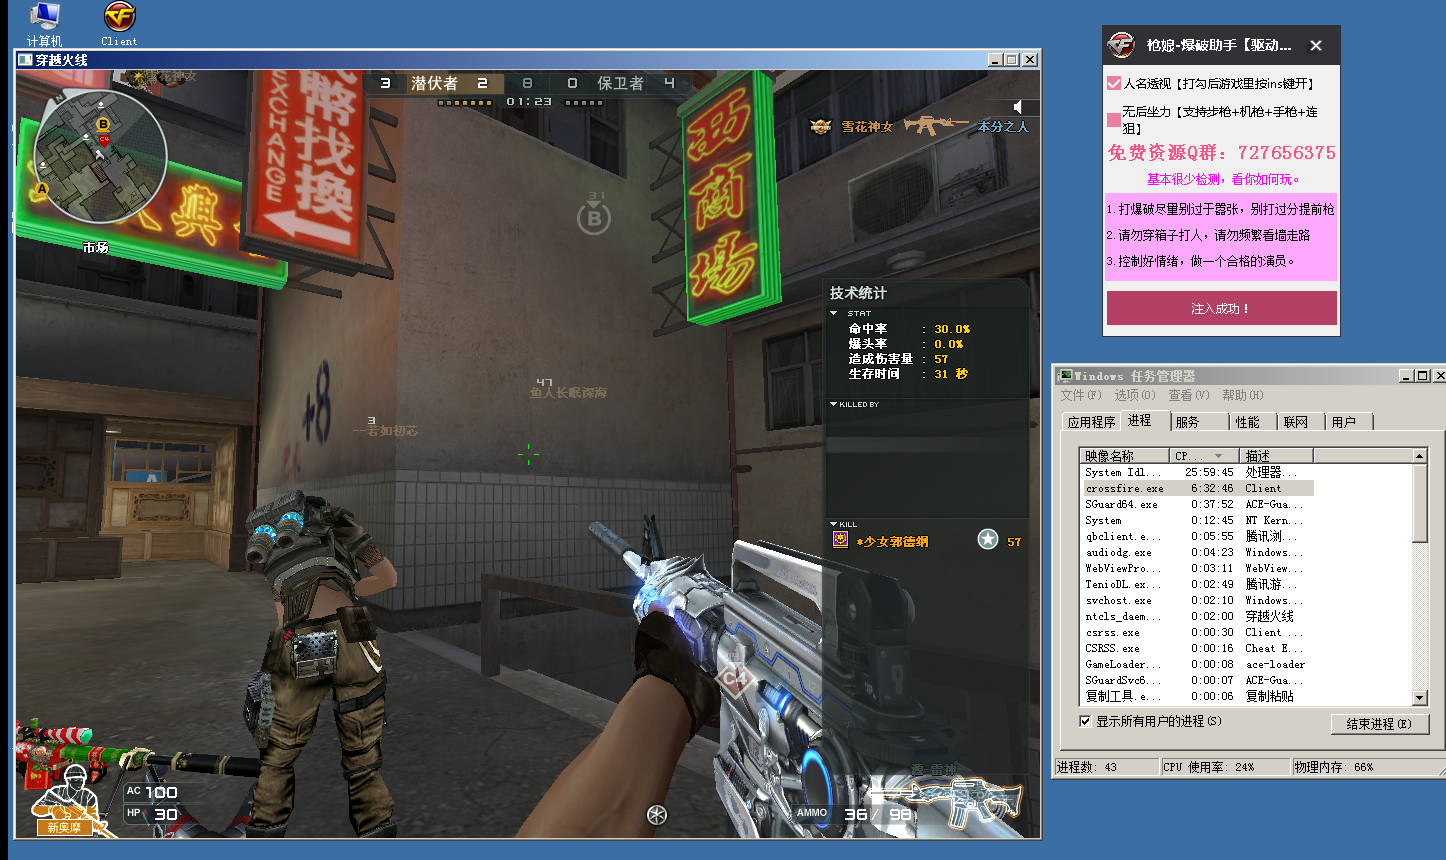 计算机
Client
穿越火线
雪花神女
3 潜伏者 2 8 0 保卫者 4
01:23
B
C4
A
市场
EXCHANGE
幣找換
西商場
雪花神女 本分之人
31
B
技术统计
STAT
命中率 : 30.0%
爆头率 : 0.0%
造成伤害量 : 57
生存时间 : 31 秒
KILLED BY
KILL
*少女郭德纲 57
47
鱼人长眠深海
3
--若如初芯
+8
C4
AC 100
HP 30
新奥摩
AMMO 36 / 98
枪娘-爆破助手【驱动...
人名透视【打勾后游戏里按ins键开】
无后坐力【支持步枪+机枪+手枪+连
狙】
免费资源Q群：727656375
基本很少检测，看你如何玩。
1.打爆破尽量别过于嚣张，别打过分提前枪
2.请勿穿箱子打人，请勿频繁看墙走路
3.控制好情绪，做一个合格的演员。
注入成功！
Windows 任务管理器
文件(F) 选项(O) 查看(V) 帮助(H)
应用程序 进程 服务 性能 联网 用户
映像名称 CP... 描述
System Idl... 25:59:45 处理器...
crossfire.exe 6:32:46 Client
SGuard64.exe 0:37:52 ACE-Gua...
System 0:12:45 NT Kern...
qbclient.e... 0:05:55 腾讯浏...
audiodg.exe 0:04:23 Windows...
WebViewPro... 0:03:11 WebView...
TenioDL.ex... 0:02:49 腾讯游...
svchost.exe 0:02:10 Windows...
ntcls_daem... 0:02:00 穿越火线
csrss.exe 0:00:30 Client ...
CSRSS.exe 0:00:16 Cheat E...
GameLoader... 0:00:08 ace-loader
SGuardSvc6... 0:00:07 ACE-Gua...
复制工具.e... 0:00:06 复制粘贴
显示所有用户的进程(S)
结束进程(E)
进程数: 43 CPU 使用率: 24% 物理内存: 66%